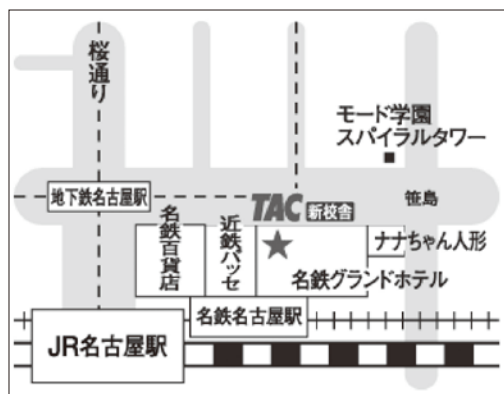 桜通り
モード学園
スパイラルタワー
地下鉄名古屋駅
TAC 新校舎
笹島
名鉄百貨店
近鉄パッセ
ナナちゃん人形
名鉄グランドホテル
名鉄名古屋駅
JR名古屋駅